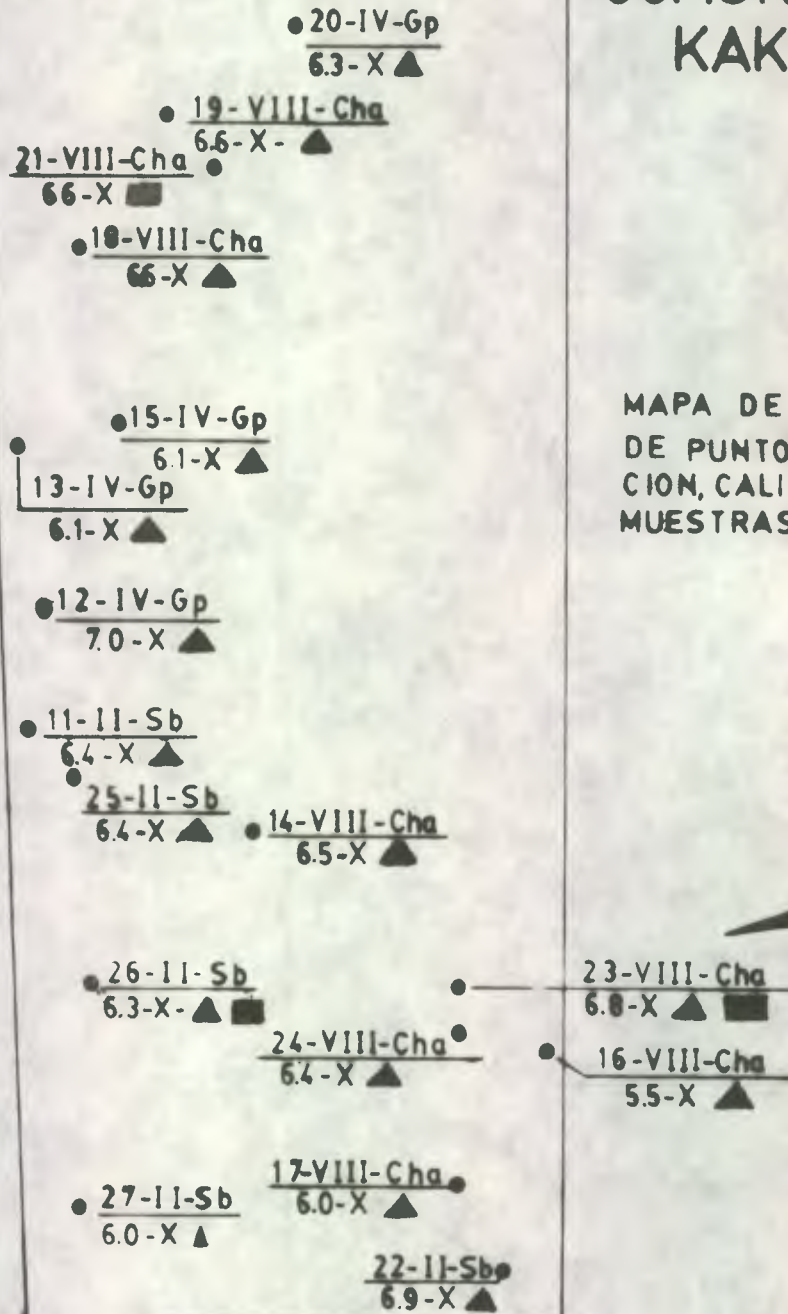 20-IV-Gp
6.3-X
19-VIII-Cha
6.6-X-
21-VIII-Cha
66-X
18-VIII-Cha
66-X
15-IV-Gp
6.1-X
13-IV-Gp
6.1-X
12-IV-Gp
7.0-X
11-II-Sb
6.4-X
25-II-Sb
6.4-X
14-VIII-Cha
6.5-X
26-II-Sb
6.3-X-
24-VIII-Cha
6.4-X
27-II-Sb
6.0-X
17-VIII-Cha
6.0-X
22-II-Sb
6.9-X
KAK
MAPA DE
DE PUNTO
CION, CALI
MUESTRAS
23-VIII-Cha
6.8-X
16-VIII-Cha
5.5-X